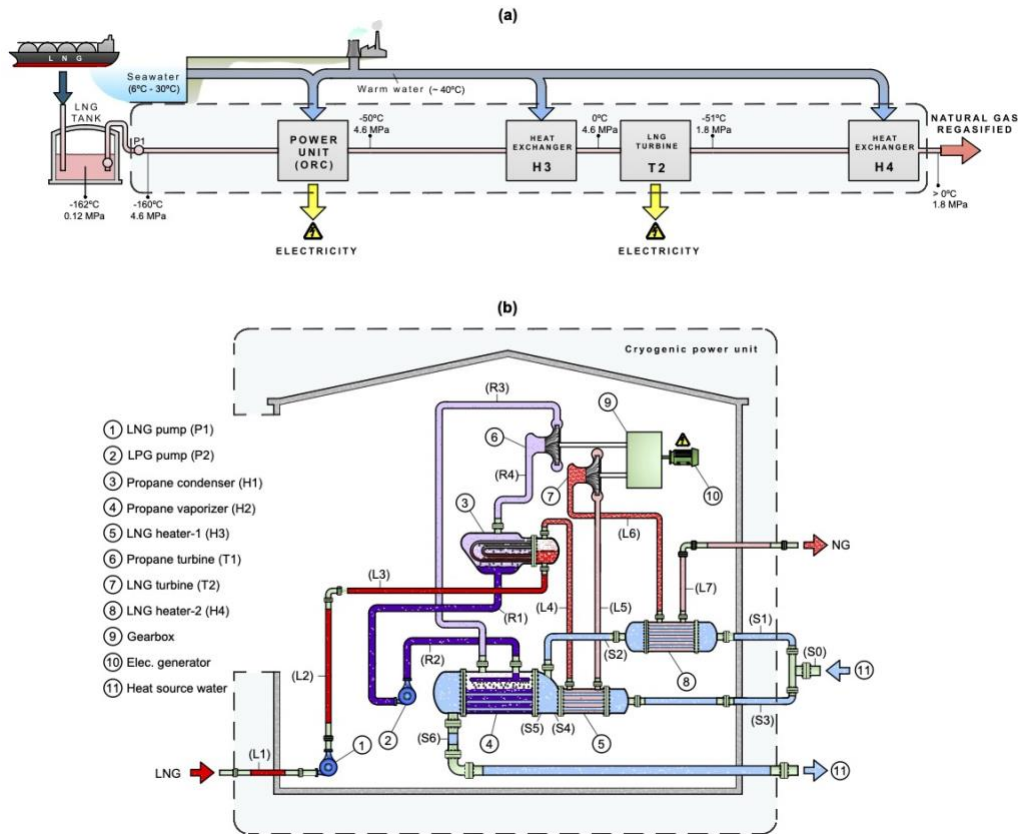 (a)
L N G
Seawater
(6ºC - 30ºC)
Warm water (~ 40ºC)
LNG
TANK
P1
-162ºC
0.12 MPa
-160ºC
4.6 MPa
POWER
UNIT
(ORC)
-50ºC
4.6 MPa
HEAT
EXCHANGER
H3
0ºC
4.6 MPa
LNG
TURBINE
T2
-51ºC
1.8 MPa
HEAT
EXCHANGER
H4
NATURAL GAS
REGASIFIED
> 0ºC
1.8 MPa
ELECTRICITY
ELECTRICITY
(b)
Cryogenic power unit
1 LNG pump (P1)
2 LPG pump (P2)
3 Propane condenser (H1)
4 Propane vaporizer (H2)
5 LNG heater-1 (H3)
6 Propane turbine (T1)
7 LNG turbine (T2)
8 LNG heater-2 (H4)
9 Gearbox
10 Elec. generator
11 Heat source water
(R3)
9
6
(R4)
7
10
3
(L6)
NG
(L3)
(L7)
(R1)
(L4)
(L5)
(S1)
(R2)
(S2)
(S0)
11
8
(L2)
(S3)
(S6)
(S5)
(S4)
2
4
5
1
(L1)
LNG
11